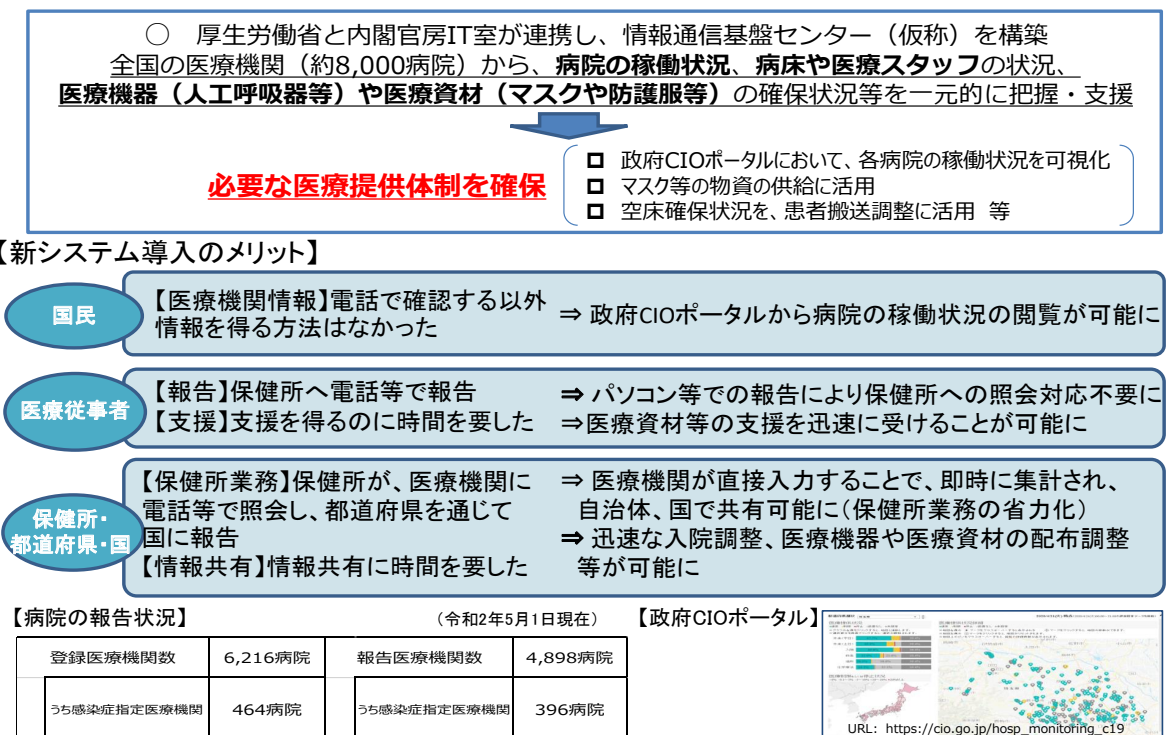 ○ 厚生労働省と内閣官房IT室が連携し、情報通信基盤センター（仮称）を構築
全国の医療機関（約8,000病院）から、病院の稼働状況、病床や医療スタッフの状況、
医療機器（人工呼吸器等）や医療資材（マスクや防護服等）の確保状況等を一元的に把握・支援
必要な医療提供体制を確保
政府CIOポータルにおいて、各病院の稼働状況を可視化
マスク等の物資の供給に活用
空床確保状況を、患者搬送調整に活用 等
【新システム導入のメリット】
国民
【医療機関情報】電話で確認する以外
情報を得る方法はなかった
⇒ 政府CIOポータルから病院の稼働状況の閲覧が可能に
医療従事者
【報告】保健所へ電話等で報告
【支援】支援を得るのに時間を要した
⇒ パソコン等での報告により保健所への照会対応不要に
⇒医療資材等の支援を迅速に受けることが可能に
保健所・
都道府県・国
【保健所業務】保健所が、医療機関に
電話等で照会し、都道府県を通じて
国に報告
【情報共有】情報共有に時間を要した
⇒ 医療機関が直接入力することで、即時に集計され、
自治体、国で共有可能に（保健所業務の省力化）
⇒ 迅速な入院調整、医療機器や医療資材の配布調整
等が可能に
【病院の報告状況】
（令和2年5月1日現在）
登録医療機関数 6,216病院 報告医療機関数 4,898病院
うち感染症指定医療機関 464病院 うち感染症指定医療機関 396病院
【政府CIOポータル】
URL: https://cio.go.jp/hosp_monitoring_c19